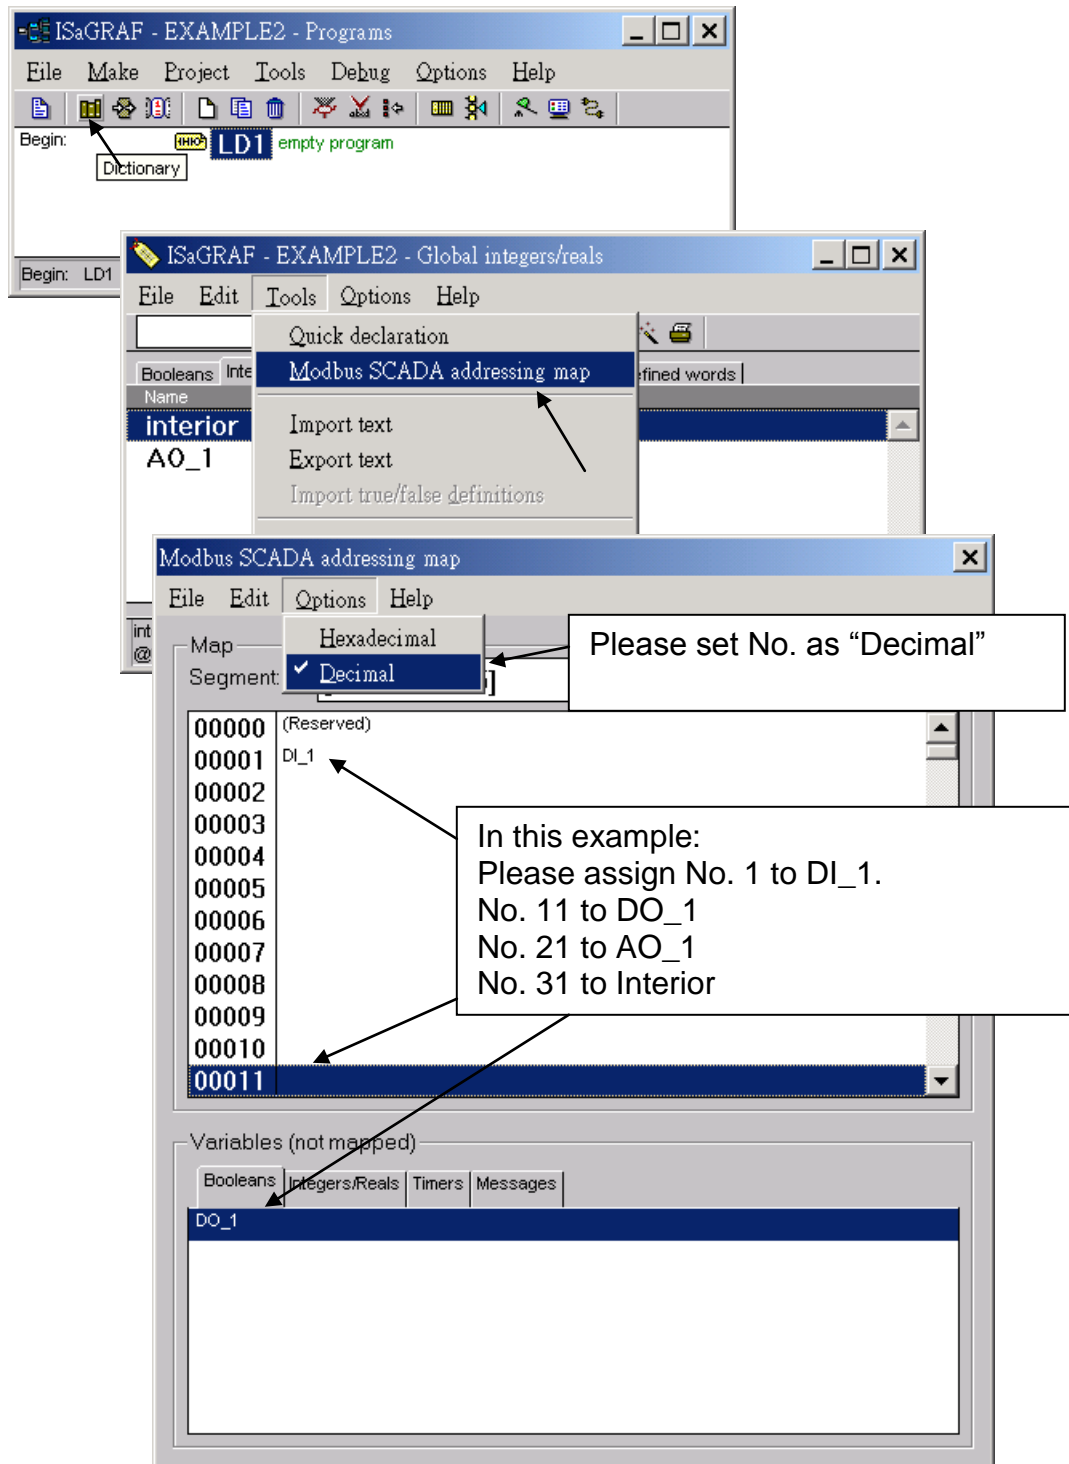 ISaGRAF - EXAMPLE2 - Programs
File Make Project Tools Debug Options Help
Begin: LD1 empty program
Dictionary
Begin: LD1
ISaGRAF - EXAMPLE2 - Global integers/reals
File Edit Tools Options Help
Quick declaration
Modbus SCADA addressing map
Import text
Export text
Import true/false definitions
Booleans Inte fined words
Name
interior
AO_1
int
@
Modbus SCADA addressing map
File Edit Options Help
Hexadecimal
Decimal
Please set No. as “Decimal”
Map
Segment:
00000 (Reserved)
00001 DI_1
00002
00003
00004
00005
00006
00007
00008
00009
00010
00011
In this example:
Please assign No. 1 to DI_1.
No. 11 to DO_1
No. 21 to AO_1
No. 31 to Interior
Variables (not mapped)
Booleans Integers/Reals Timers Messages
DO_1